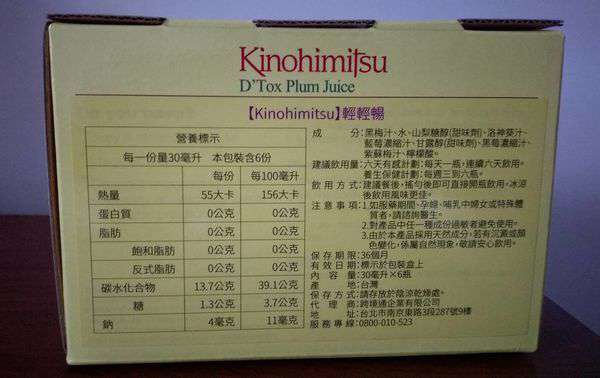 Kinohimitsu
D'Tox Plum Juice
【Kinohimitsu】輕輕暢
營養標示
每一份量30毫升 本包裝含6份
每份 每100毫升
熱量 55大卡 156大卡
蛋白質 0公克 0公克
脂肪 0公克 0公克
飽和脂肪 0公克 0公克
反式脂肪 0公克 0公克
碳水化合物 13.7公克 39.1公克
糖 1.3公克 3.7公克
鈉 4毫克 11毫克
成分:黑梅汁、水、山梨糖醇(甜味劑)、洛神葵汁、
藍莓濃縮汁、甘露醇(甜味劑)、黑莓濃縮汁、
紫蘇梅汁、檸檬酸。
建議飲用量:六天有感計劃:每天一瓶,連續六天飲用。
養生保健計劃:每週三到六瓶。
飲用方式:建議餐後,搖勻後即可直接開瓶飲用,冰涼
後飲用風味更佳。
注意事項:1.如服藥期間、孕婦、哺乳中婦女或特殊體
質者,請諮詢醫生。
2.對產品中任一種成份過敏者避免使用。
3.由於本產品採用天然成分,若有沉澱或顏
色變化,係屬自然現象,敬請安心飲用。
保存期限:36個月
有效日期:標示於包裝盒上
內容量:30毫升×6瓶
產地:台灣
保存方式:請存放於陰涼乾燥處。
代理商:跨境通企業有限公司
地址:台北市南京東路3段287號9樓
服務專線:0800-010-523